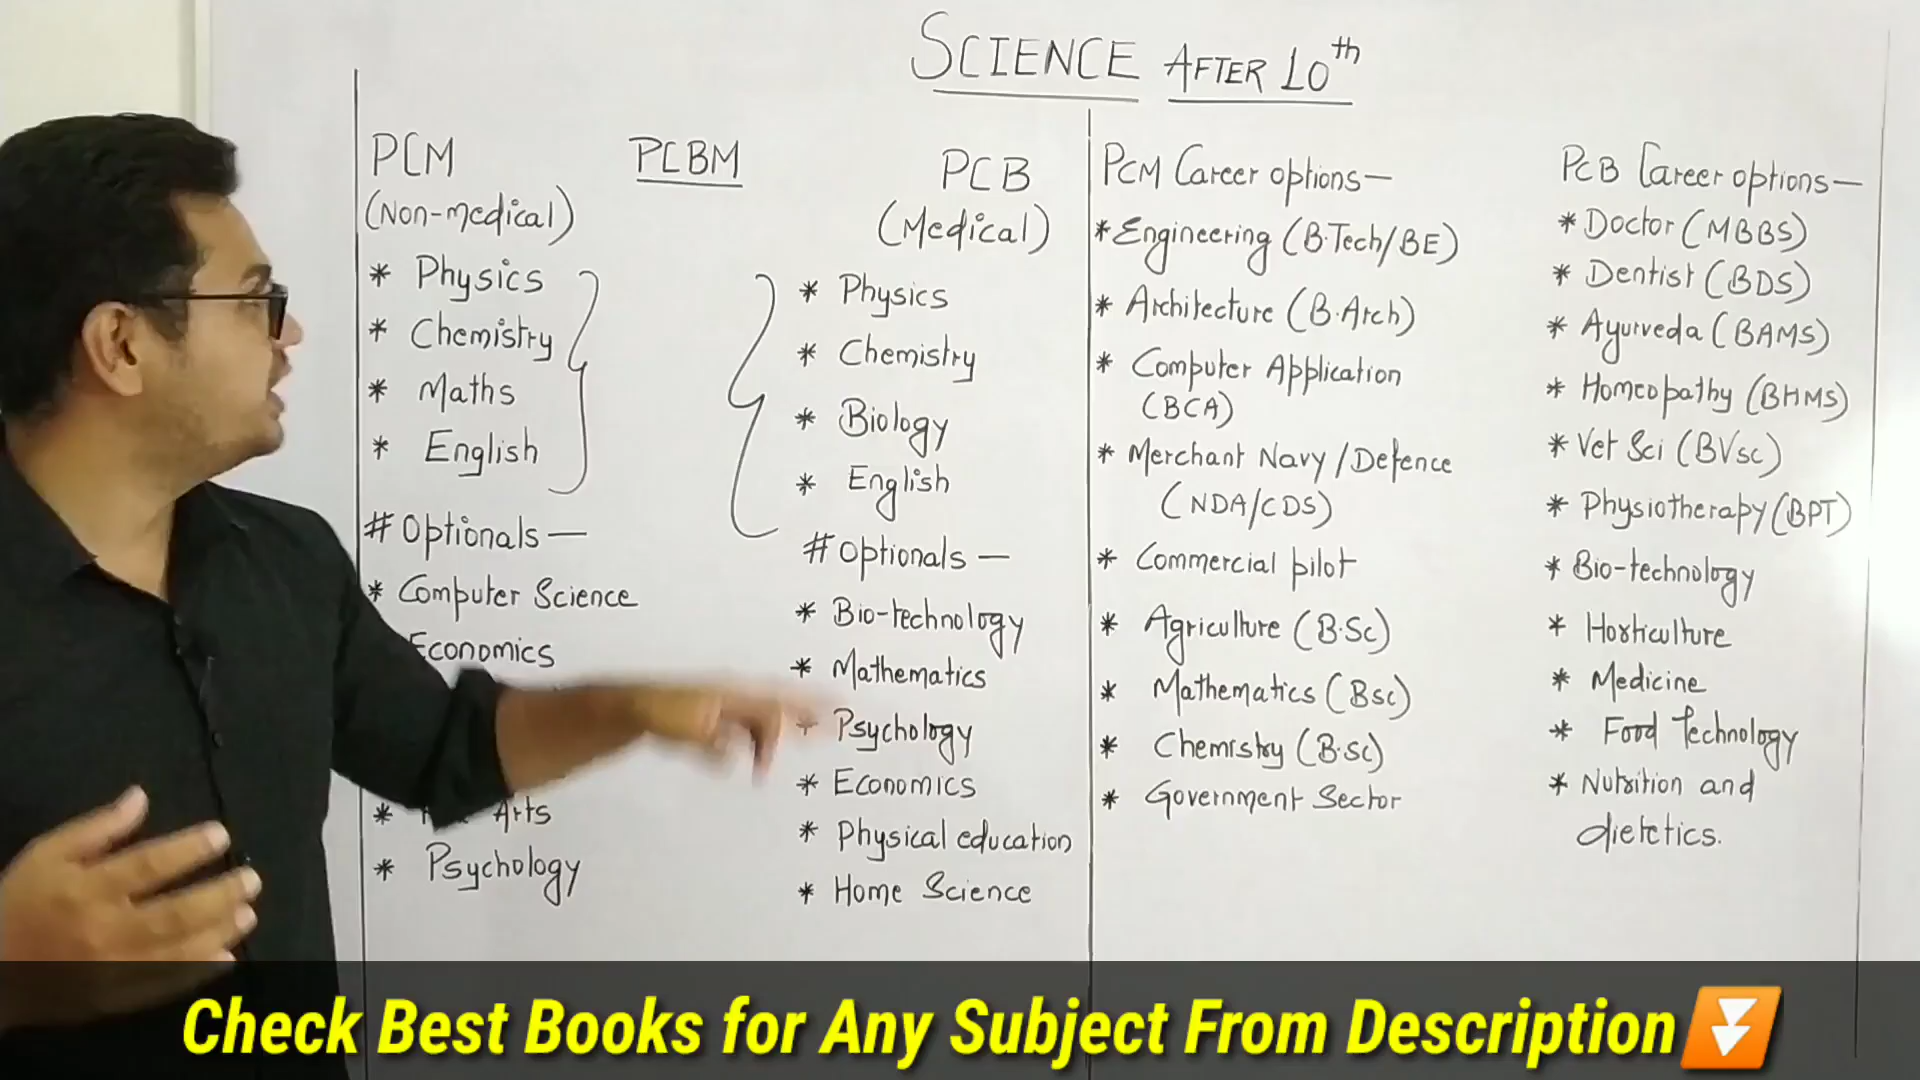 SCIENCE AFTER 10th
PCM
(Non-medical)
* Physics
* Chemistry
* Maths
* English
# Optionals —
* Computer Science
Economics
Arts
* Psychology
PCBM
PCB
(Medical)
* Physics
* Chemistry
* Biology
* English
# Optionals —
* Bio-technology
* Mathematics
* Psychology
* Economics
* Physical education
* Home Science
PCM Career options —
* Engineering (B.Tech/BE)
* Architecture (B.Arch)
* Computer Application
(BCA)
* Merchant Navy / Defence
(NDA/CDS)
* Commercial pilot
* Agriculture (B.Sc)
* Mathematics (Bsc)
* Chemistry (B.Sc)
* Government Sector
PCB Career options —
* Doctor (MBBS)
* Dentist (BDS)
* Ayurveda (BAMS)
* Homeopathy (BHMS)
* Vet Sci (BVsc)
* Physiotherapy (BPT)
* Bio-technology
* Horticulture
* Medicine
* Food Technology
* Nutrition and
dietetics.
Check Best Books for Any Subject From Description